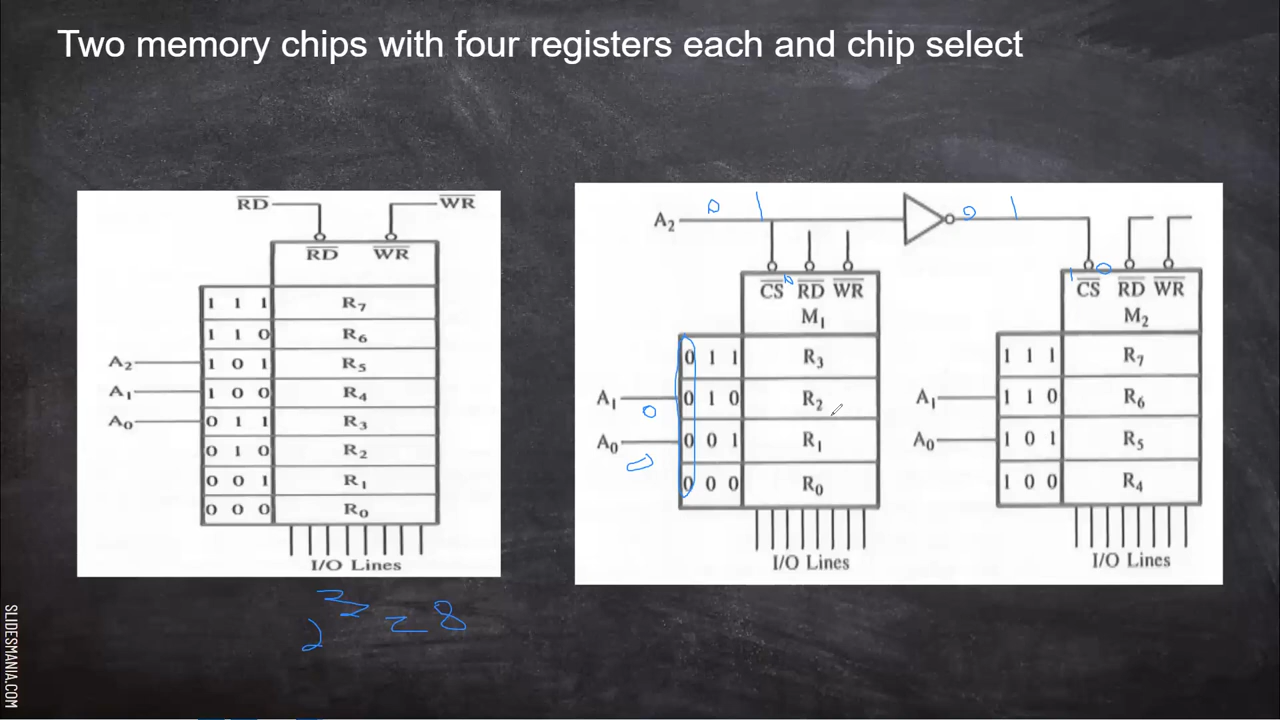 Two memory chips with four registers each and chip select
RD WR
RD WR
1 1 1 R7
1 1 0 R6
A2 1 0 1 R5
A1 1 0 0 R4
A0 0 1 1 R3
0 1 0 R2
0 0 1 R1
0 0 0 R0
I/O Lines
2 3 = 8
A2 0 1 0 1
0 1 0
CS RD WR
M1
0 1 1 R3
A1 0 0 1 0 R2
A0 0 0 0 1 R1
0 0 0 R0
I/O Lines
CS RD WR
M2
1 1 1 R7
A1 1 1 0 R6
A0 1 0 1 R5
1 0 0 R4
I/O Lines
SLIDESMANIA.COM